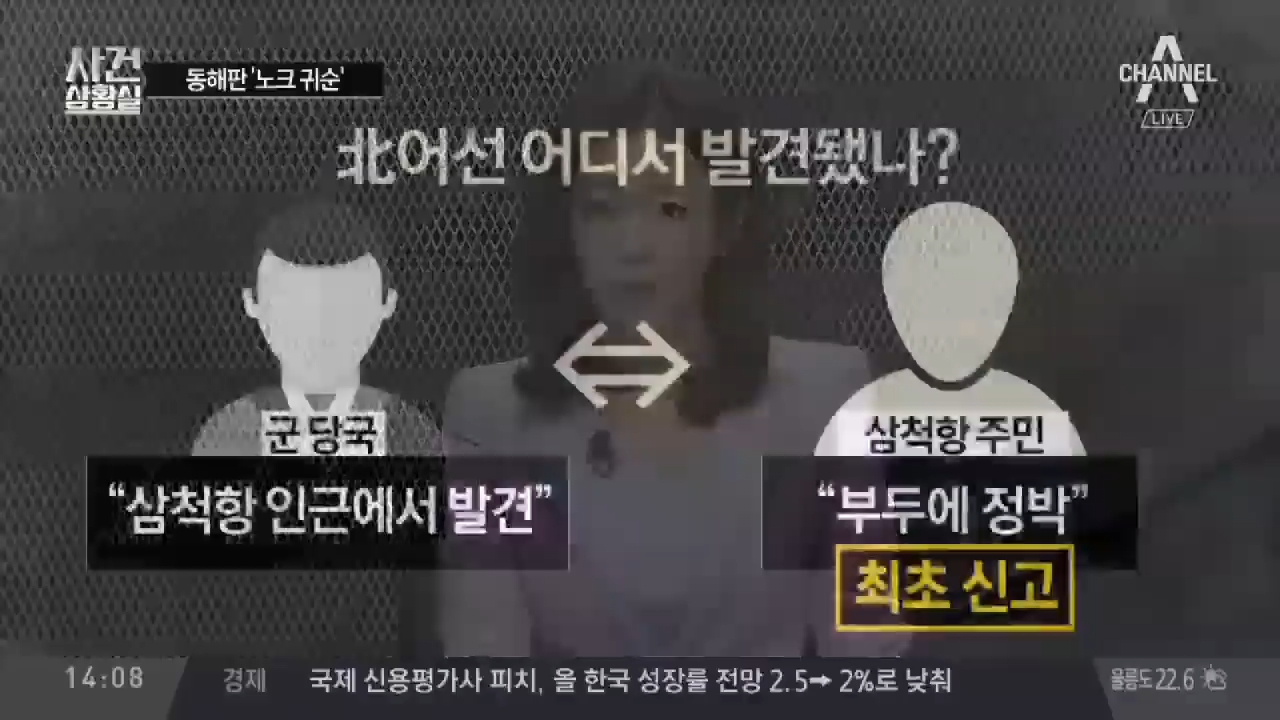 사건
상황실
동해판 '노크 귀순'
CHANNEL A
LIVE
北어선 어디서 발견됐나?
군 당국
"삼척항 인근에서 발견"
삼척항 주민
"부두에 정박"
최초 신고
14:08
경제
국제 신용평가사 피치, 올 한국 성장률 전망 2.5➡ 2%로 낮춰
울릉도 22.6